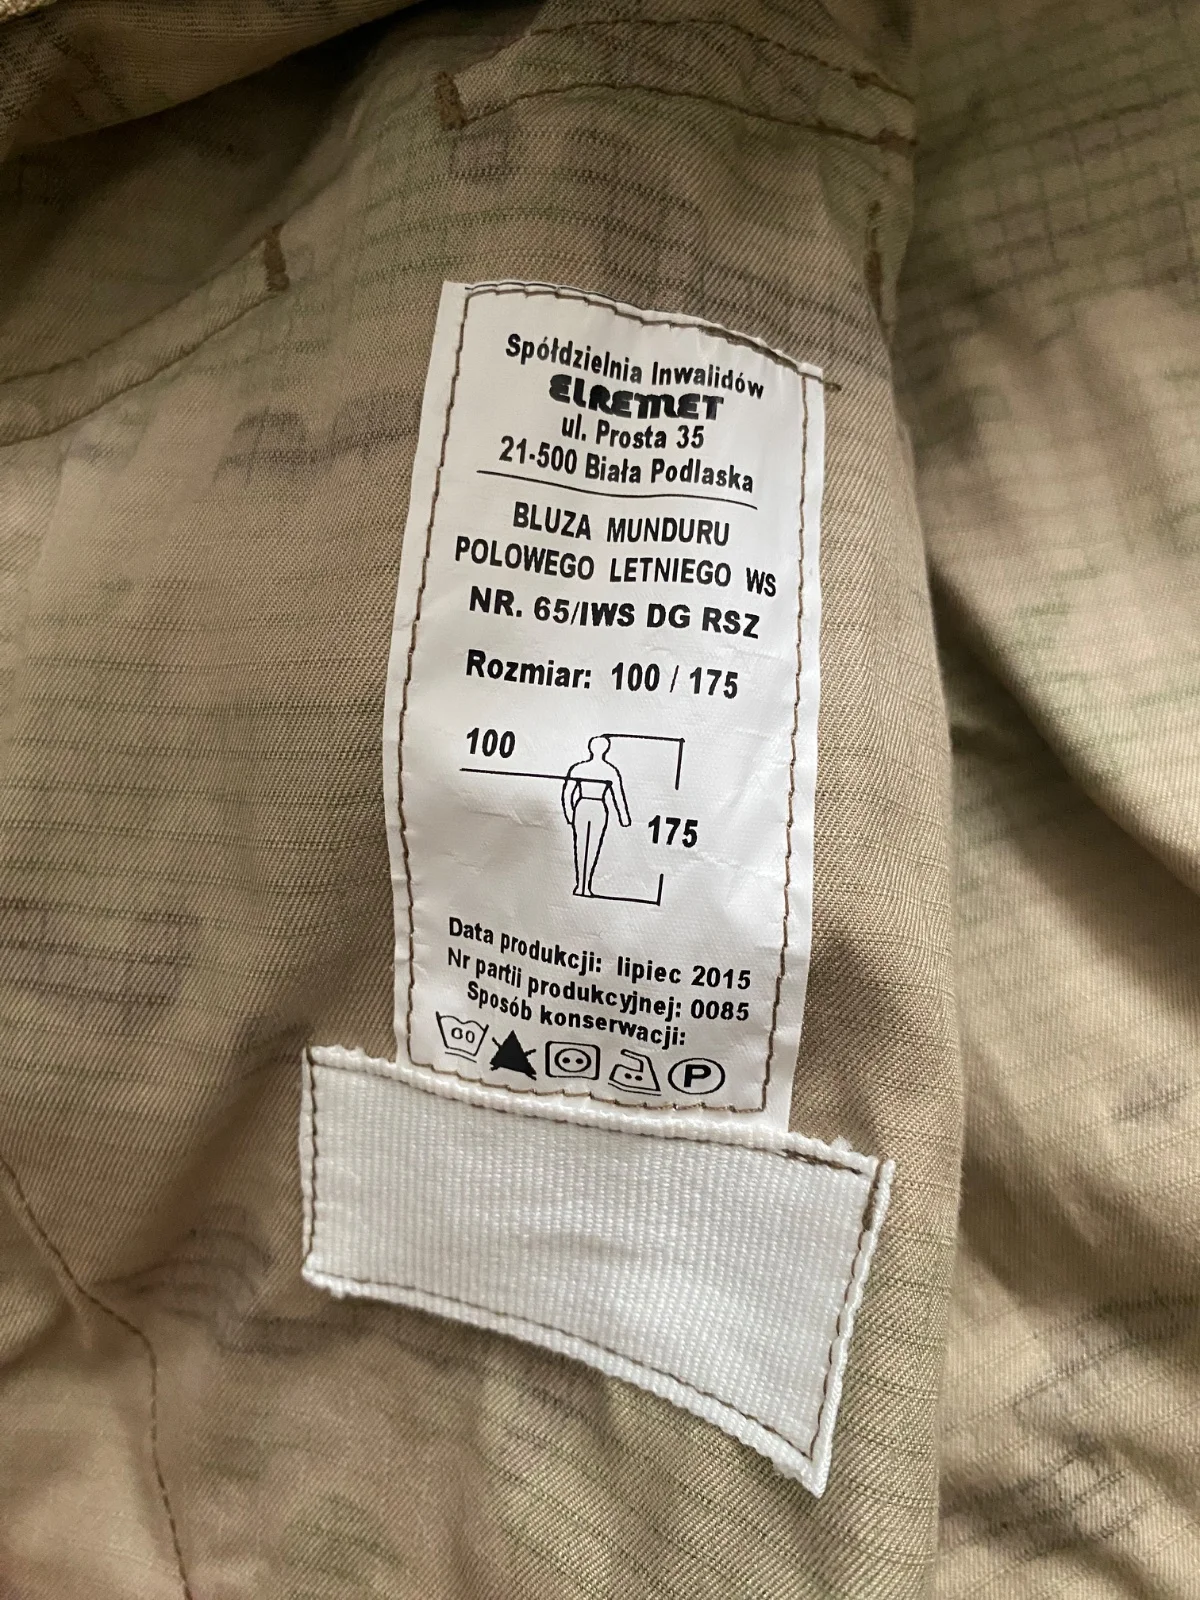 Spółdzielnia Inwalidów
ELREMET
ul. Prosta 35
21-500 Biała Podlaska
BLUZA MUNDURU
POLOWEGO LETNIEGO WS
NR. 65/IWS DG RSZ
Rozmiar: 100 / 175
100
175
Data produkcji: lipiec 2015
Nr partii produkcyjnej: 0085
Sposób konserwacji:
P